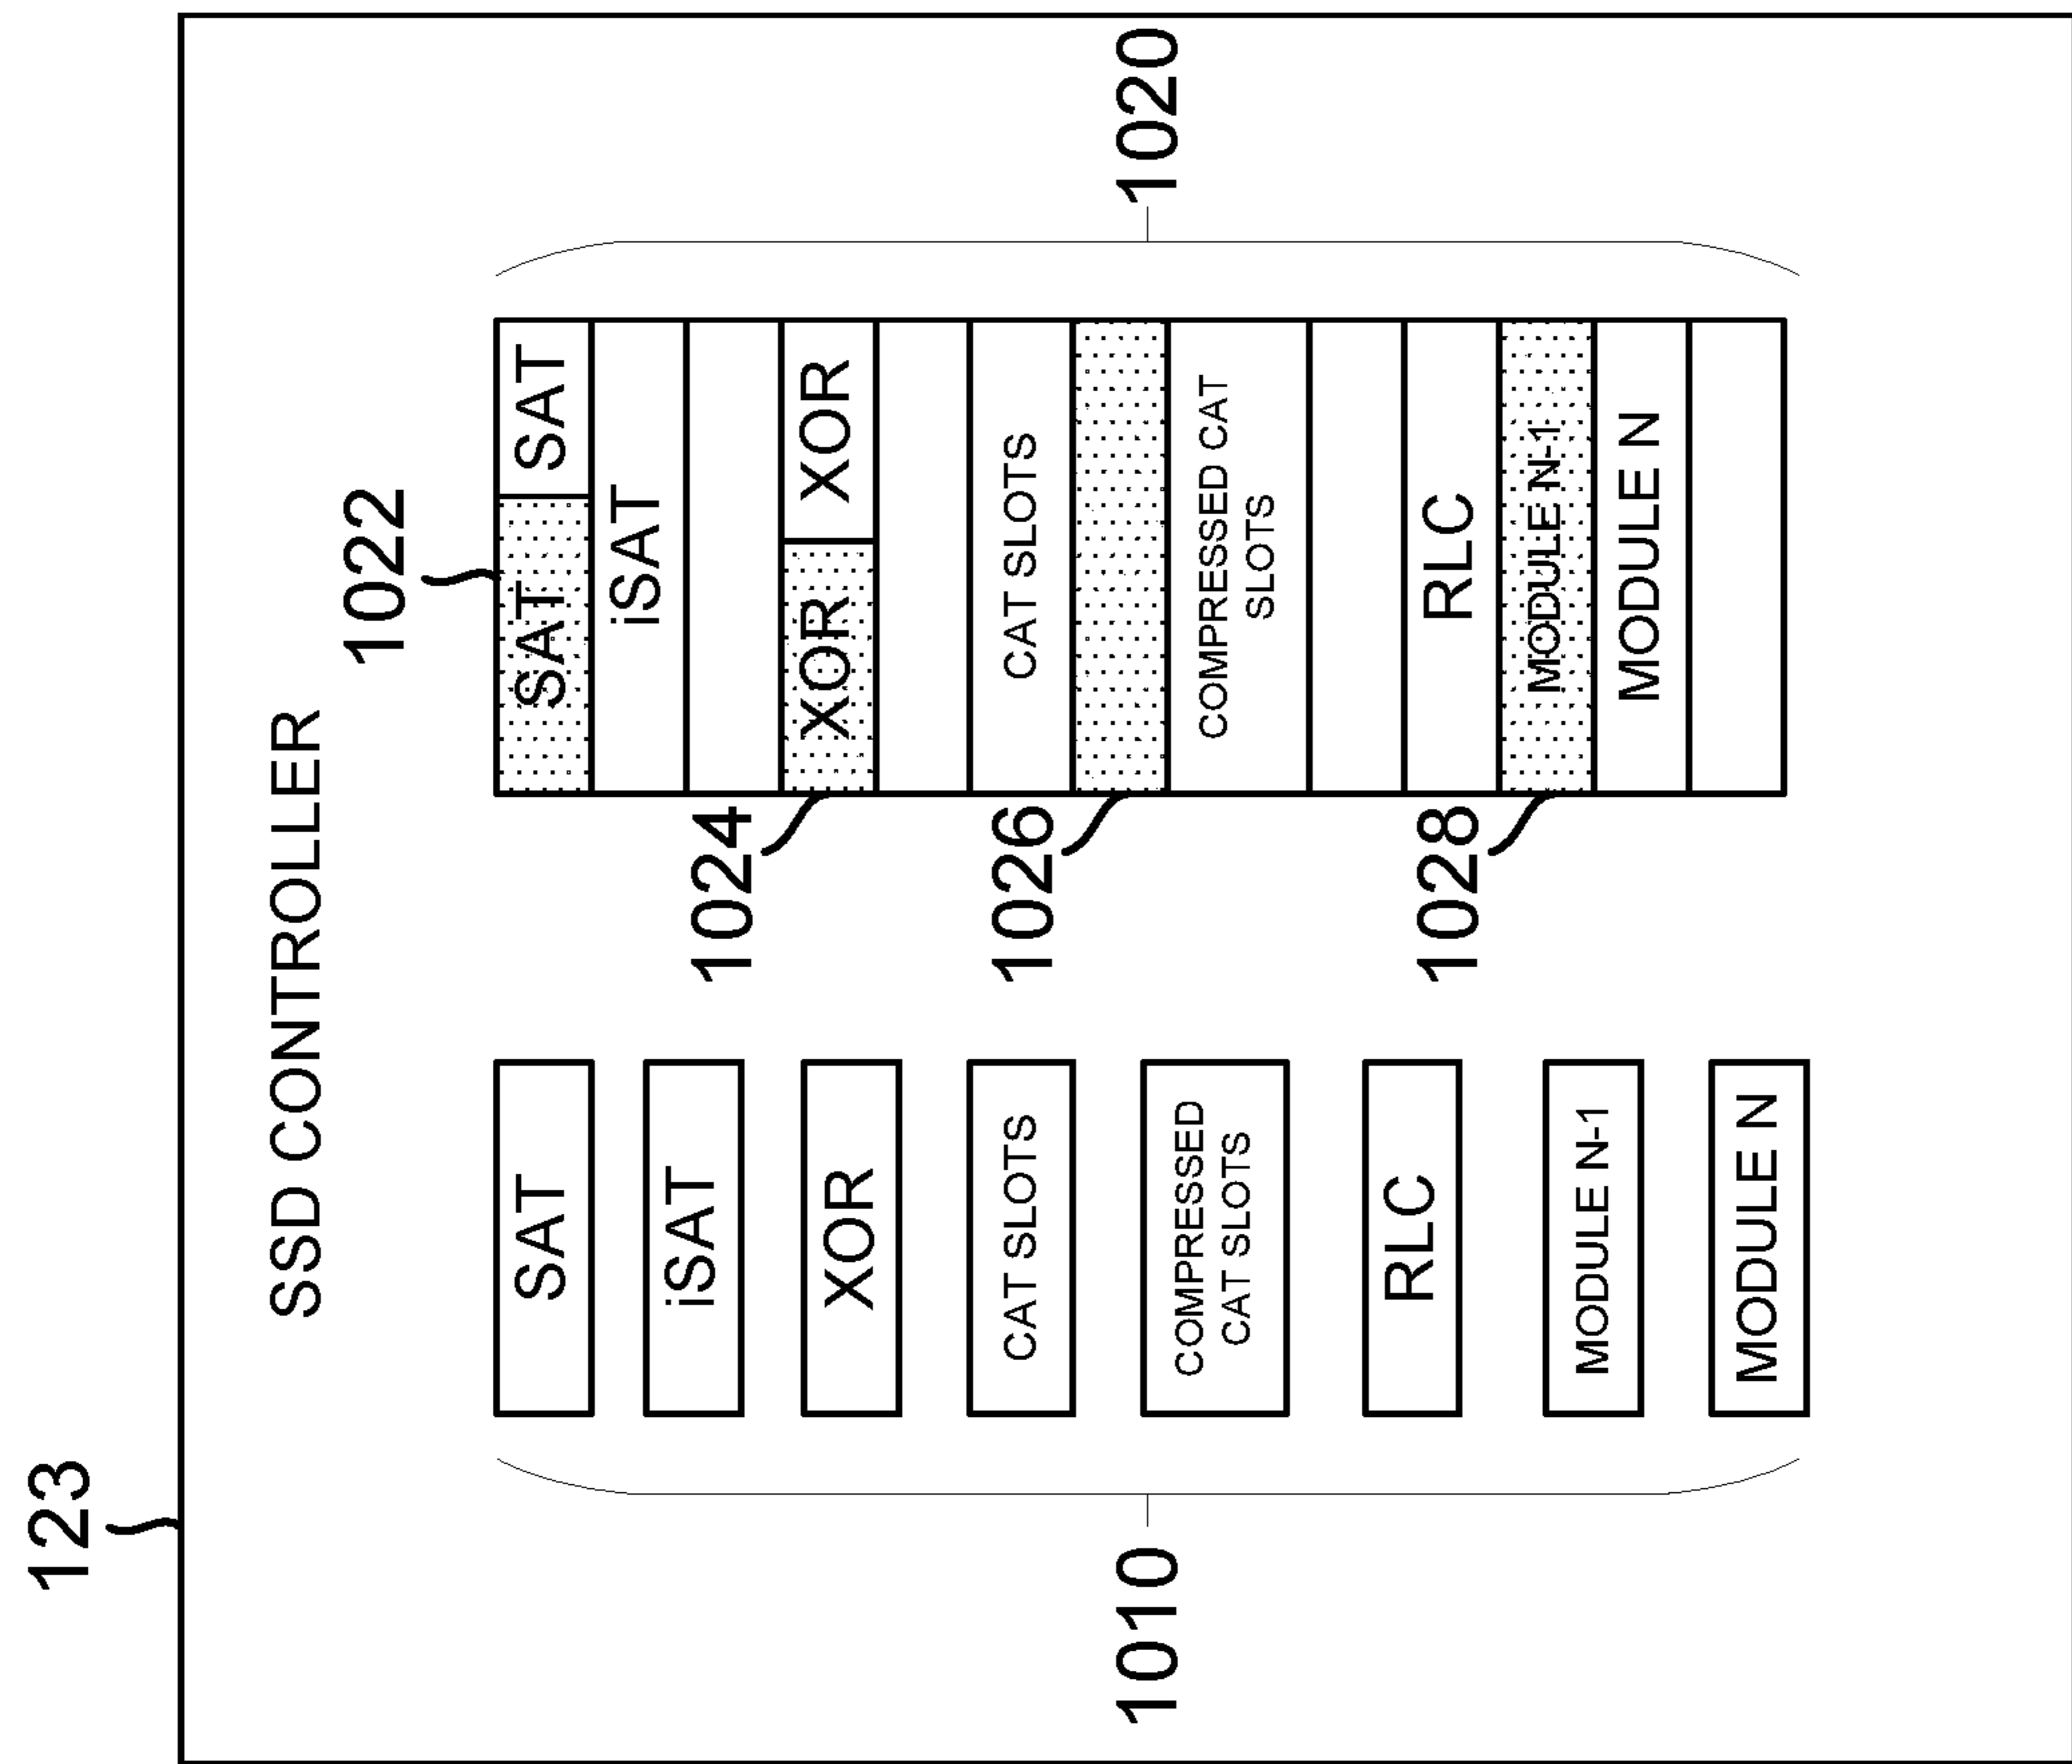 123
SSD CONTROLLER
1010
SAT
iSAT
XOR
CAT SLOTS
COMPRESSED
CAT SLOTS
RLC
MODULE N-1
MODULE N
1022
1024
1026
1028
SAT
SAT
iSAT
XOR
XOR
CAT SLOTS
COMPRESSED CAT
SLOTS
RLC
MODULE N-1
MODULE N
1020